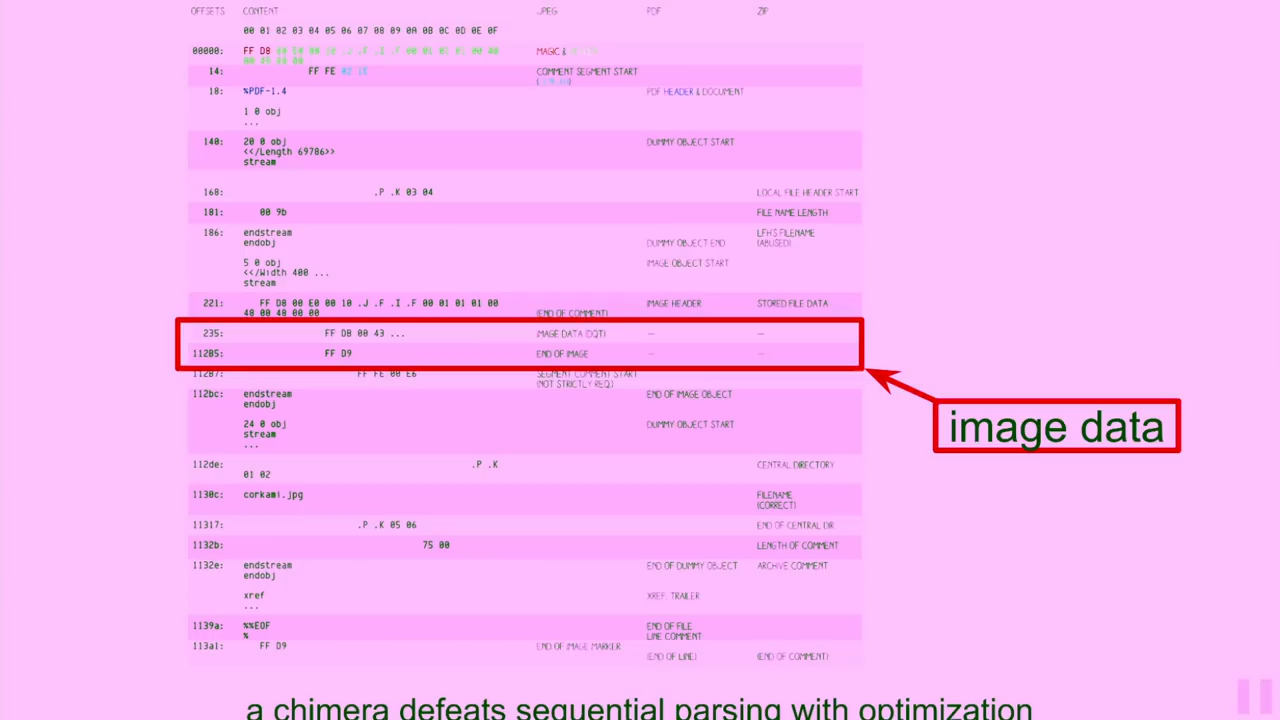 OFFSETS CONTENT JPEG PDF ZIP
00 01 02 03 04 05 06 07 08 09 0A 0B 0C 0D 0E 0F
00000: FF D8 MAGIC &
14: FF FE COMMENT SEGMENT START
18: %PDF-1.4 PDF HEADER & DOCUMENT
1 0 obj
...
140: 20 0 obj DUMMY OBJECT START
<</Length 69786>>
stream
168: .P .K 03 04 LOCAL FILE HEADER START
181: 00 9b FILE NAME LENGTH
186: endstream LFH'S FILENAME
endobj DUMMY OBJECT END (ABUSED)
5 0 obj IMAGE OBJECT START
<</Width 400 ...
stream
221: FF D8 00 E0 00 10 .J .F .I .F 00 01 01 01 00 IMAGE HEADER STORED FILE DATA
48 00 48 00 00 (END OF COMMENT)
235: FF DB 00 43 ... IMAGE DATA (DQT) — —
112B5: FF D9 END OF IMAGE — —
112B7: FF FE 00 E6 SEGMENT COMMENT START
(NOT STRICTLY REQ.)
112bc: endstream END OF IMAGE OBJECT
endobj
24 0 obj DUMMY OBJECT START
stream
...
112de: .P .K CENTRAL DIRECTORY
01 02
1130c: corkami.jpg FILENAME
(CORRECT)
11317: .P .K 05 06 END OF CENTRAL DIR
1132b: 75 00 LENGTH OF COMMENT
1132e: endstream END OF DUMMY OBJECT ARCHIVE COMMENT
endobj
xref XREF, TRAILER
...
1139a: %%EOF END OF FILE
% LINE COMMENT
113a1: FF D9 END OF IMAGE MARKER
(END OF LINE) (END OF COMMENT)
image data
a chimera defeats sequential parsing with optimization